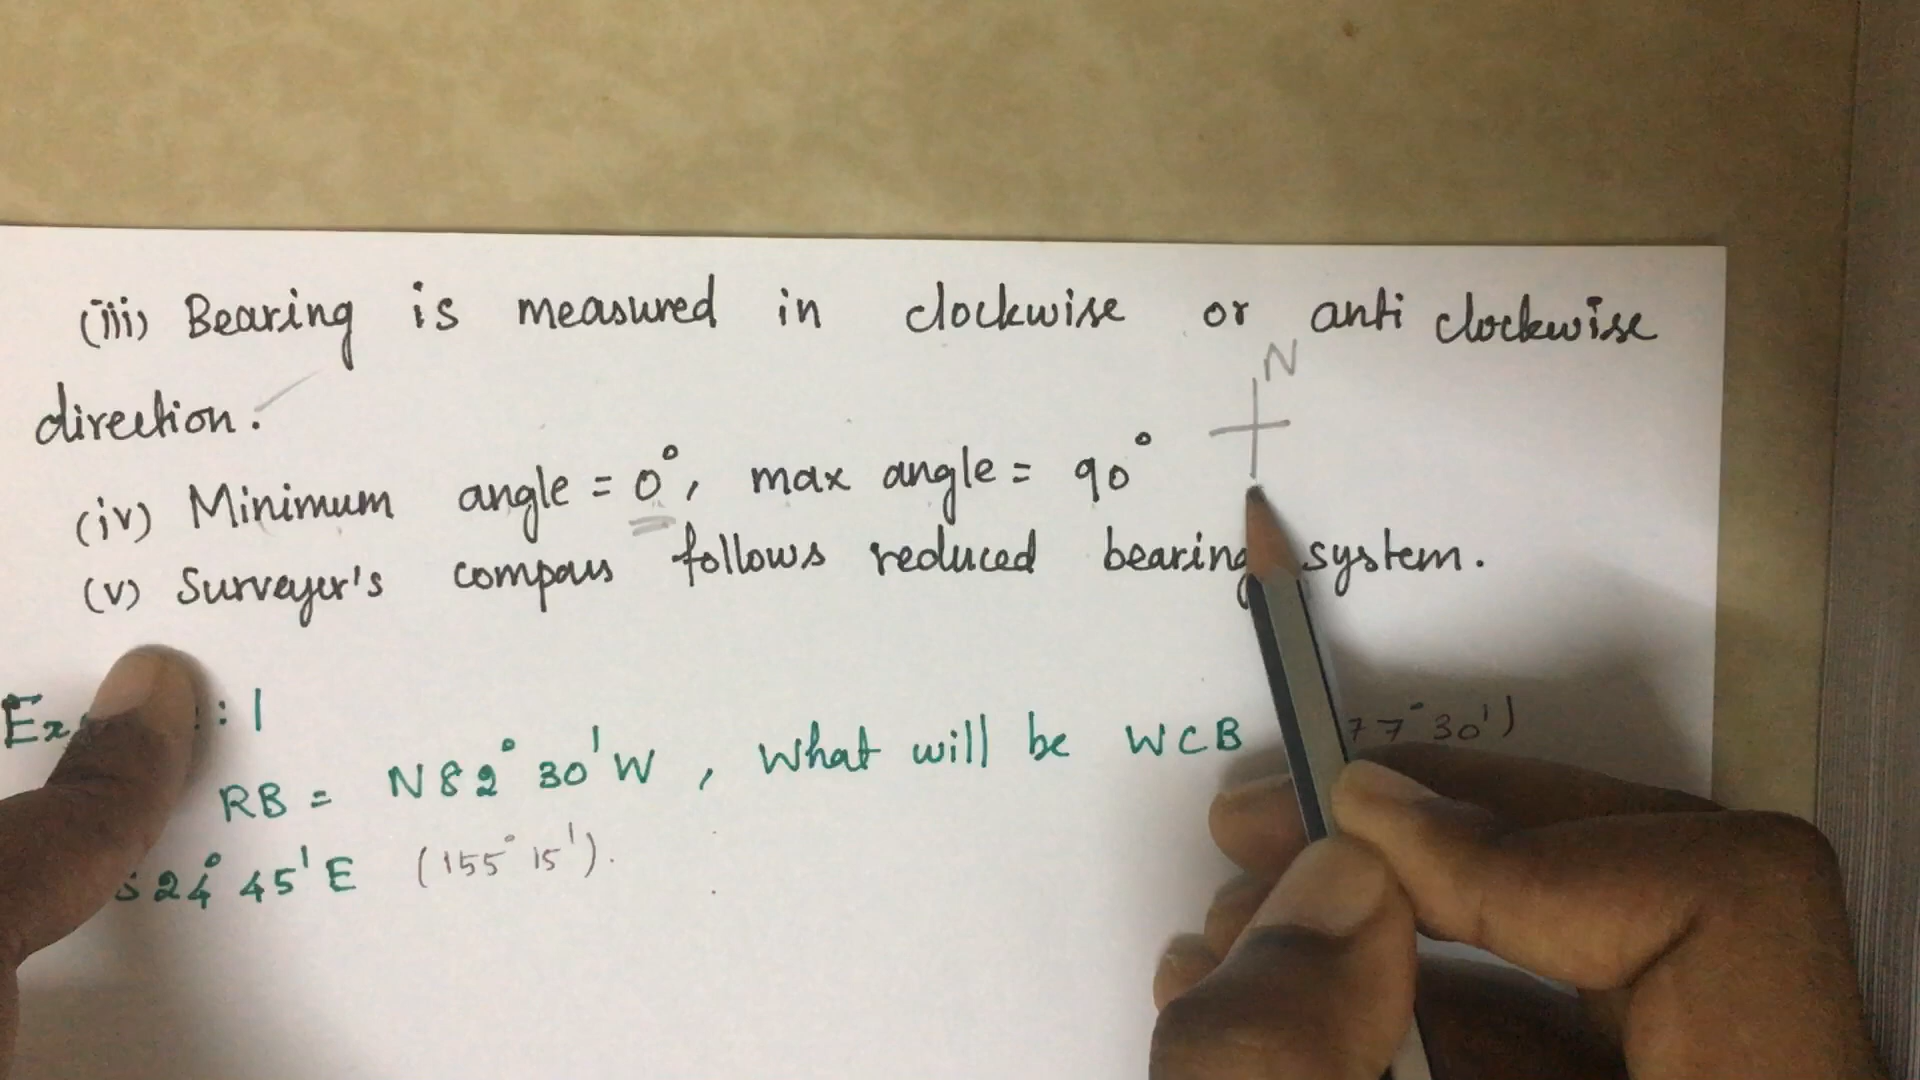 (iii) Bearing is measured in clockwise or anti clockwise
N
direction.
(iv) Minimum angle = 0°, max angle = 90°
(v) Surveyer's compass follows reduced bearing system.
: 1
RB = N 82° 30' W, What will be WCB 77° 30')
S 24° 45' E (155° 15').